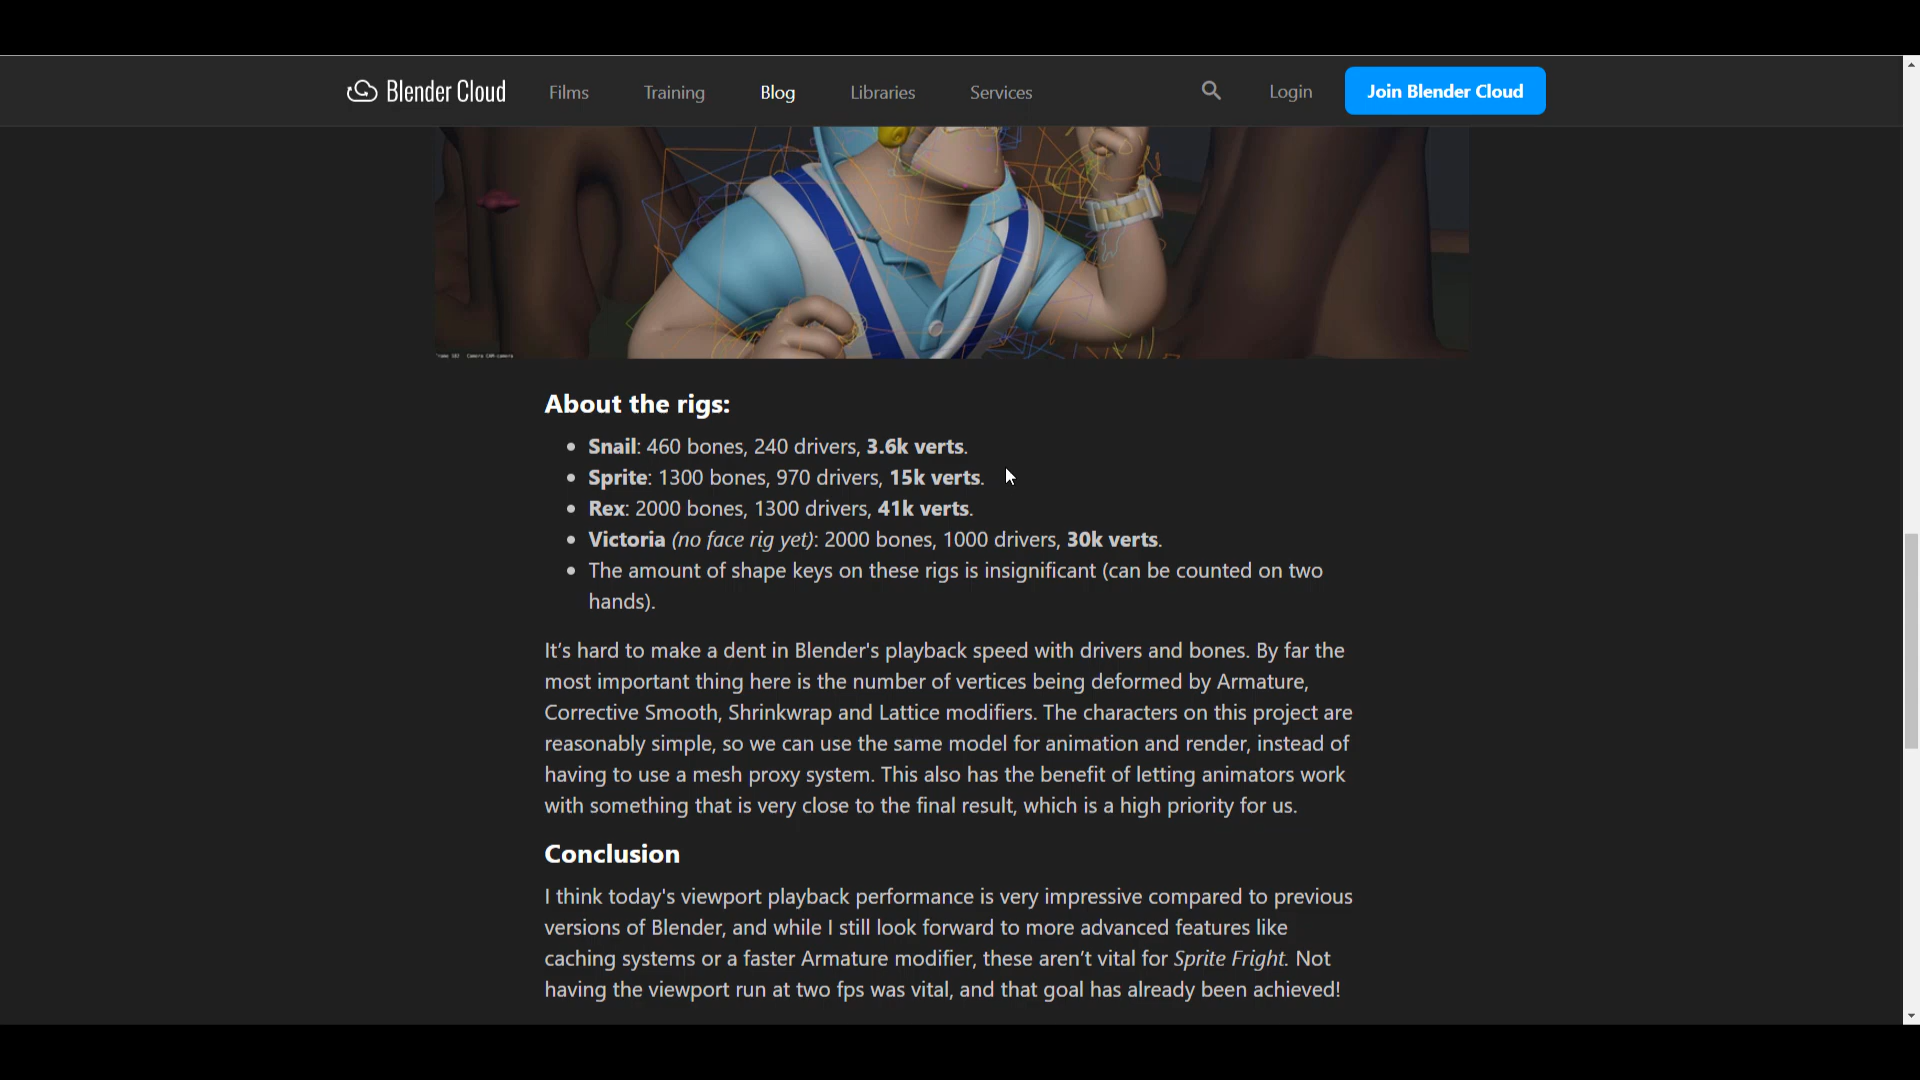 Blender Cloud Films Training Blog Libraries Services Login Join Blender Cloud
About the rigs:
• Snail: 460 bones, 240 drivers, 3.6k verts.
• Sprite: 1300 bones, 970 drivers, 15k verts.
• Rex: 2000 bones, 1300 drivers, 41k verts.
• Victoria (no face rig yet): 2000 bones, 1000 drivers, 30k verts.
• The amount of shape keys on these rigs is insignificant (can be counted on two
hands).
It's hard to make a dent in Blender's playback speed with drivers and bones. By far the
most important thing here is the number of vertices being deformed by Armature,
Corrective Smooth, Shrinkwrap and Lattice modifiers. The characters on this project are
reasonably simple, so we can use the same model for animation and render, instead of
having to use a mesh proxy system. This also has the benefit of letting animators work
with something that is very close to the final result, which is a high priority for us.
Conclusion
I think today's viewport playback performance is very impressive compared to previous
versions of Blender, and while I still look forward to more advanced features like
caching systems or a faster Armature modifier, these aren't vital for Sprite Fright. Not
having the viewport run at two fps was vital, and that goal has already been achieved!